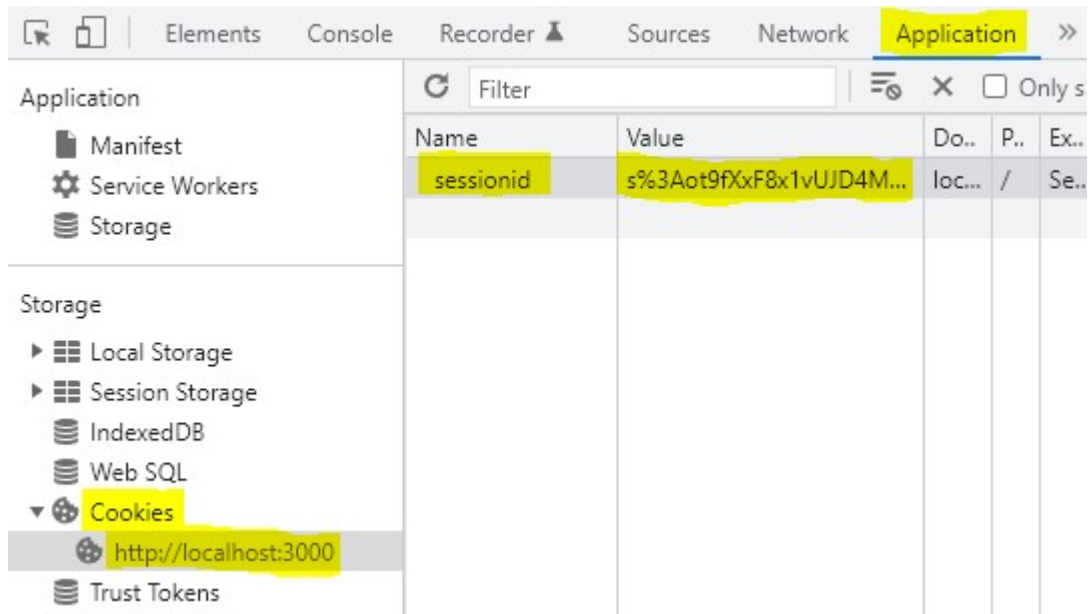 Elements Console Recorder Sources Network Application »
Application
Manifest
Service Workers
Storage
Storage
Local Storage
Session Storage
IndexedDB
Web SQL
Cookies
http://localhost:3000
Trust Tokens
Filter Only s
Name Value Do.. P.. Ex..
sessionid s%3Aot9fXxF8x1vUJD4M... loc... / Se..